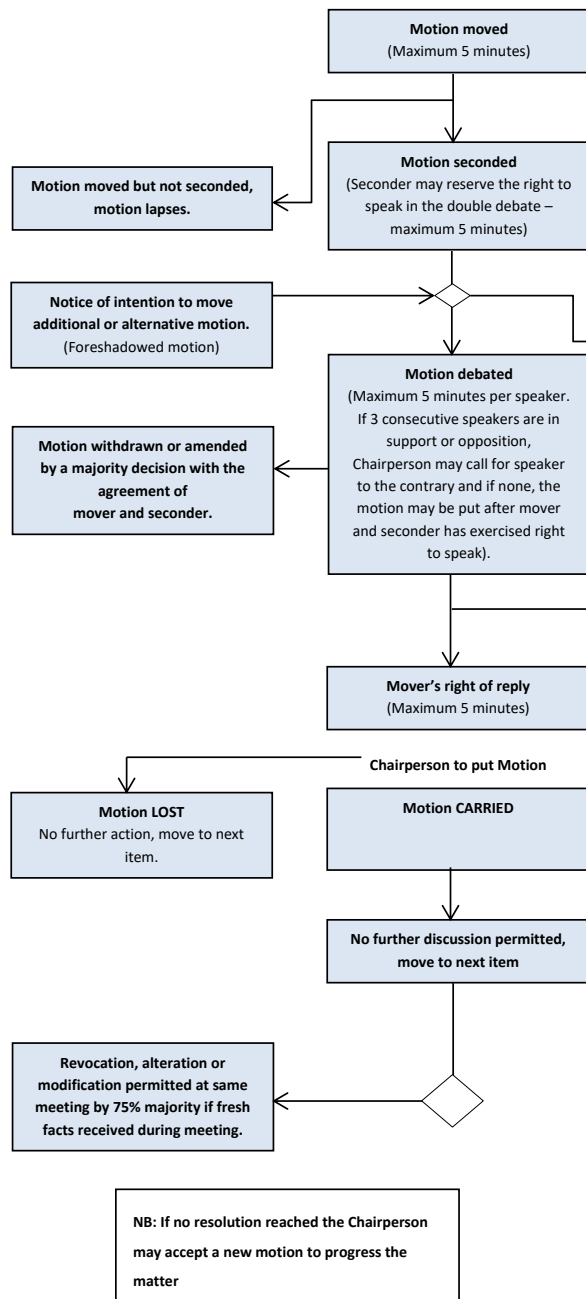 Motion moved
(Maximum 5 minutes)
Motion seconded
(Seconder may reserve the right to
speak in the double debate –
maximum 5 minutes)
Motion moved but not seconded,
motion lapses.
Notice of intention to move
additional or alternative motion.
(Foreshadowed motion)
Motion debated
(Maximum 5 minutes per speaker.
If 3 consecutive speakers are in
support or opposition,
Chairperson may call for speaker
to the contrary and if none, the
motion may be put after mover
and seconder has exercised right
to speak).
Motion withdrawn or amended
by a majority decision with the
agreement of
mover and seconder.
Mover’s right of reply
(Maximum 5 minutes)
Chairperson to put Motion
Motion LOST
No further action, move to next
item.
Motion CARRIED
No further discussion permitted,
move to next item
Revocation, alteration or
modification permitted at same
meeting by 75% majority if fresh
facts received during meeting.
NB: If no resolution reached the Chairperson
may accept a new motion to progress the
matter